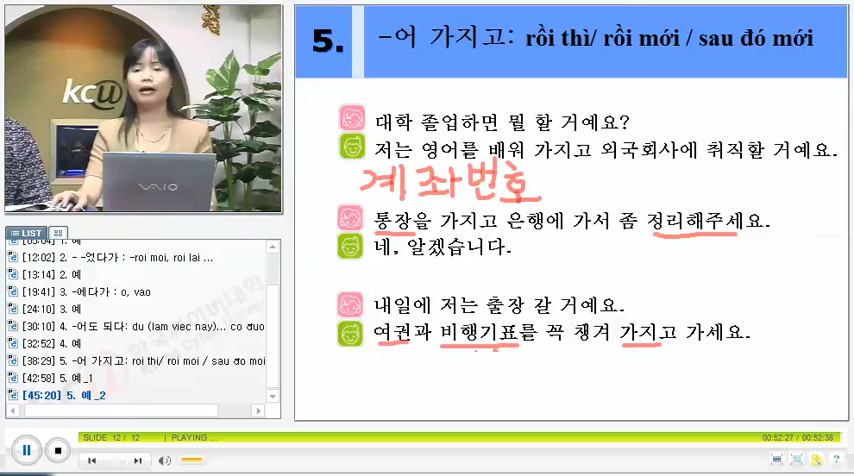 kcu
VAIO
5. -어 가지고: rồi thì/ rồi mới / sau đó mới
대학 졸업하면 뭘 할 거예요?
저는 영어를 배워 가지고 외국회사에 취직할 거예요.
계좌번호
통장을 가지고 은행에 가서 좀 정리해주세요.
네, 알겠습니다.
내일에 저는 출장 갈 거예요.
여권과 비행기표를 꼭 챙겨 가지고 가세요.
LIST
[12:02] 2. - -었다가 : -roi moi, roi lai ...
[13:14] 2. 예
[19:41] 3. -에다가 : o, vao
[24:10] 3. 예
[30:10] 4. -어도 되다: du (lam viec nay)... co duo
[32:52] 4. 예
[38:29] 5. -어 가지고: roi thi/ roi moi / sau do moi
[42:58] 5. 예_1
[45:20] 5. 예_2
SLIDE 12 / 12 | PLAYING ...
00:52:27 / 00:52:38